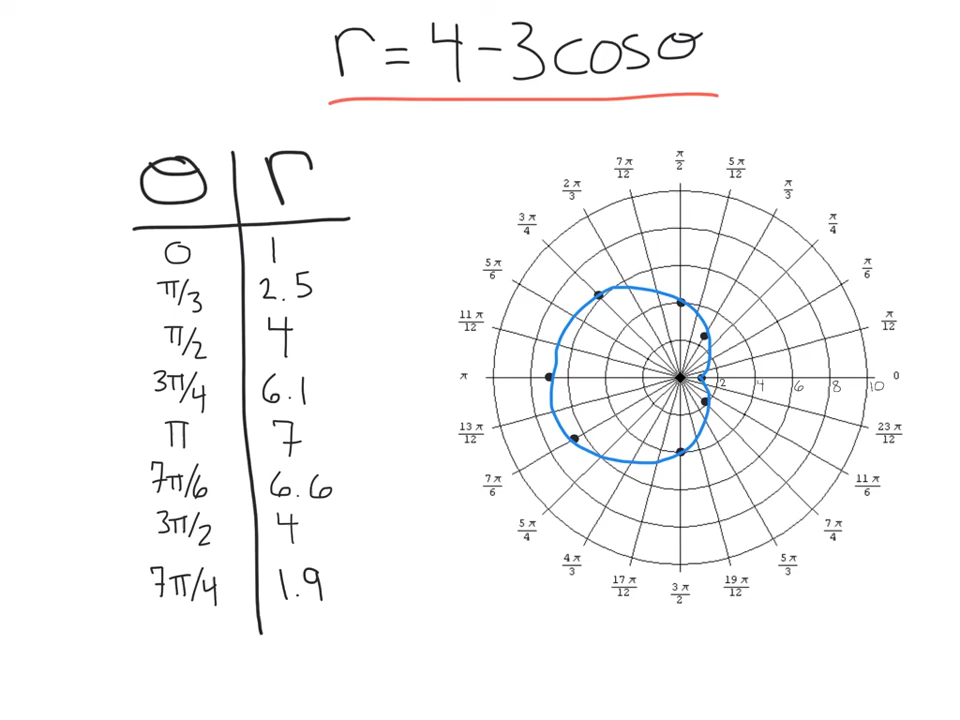 r = 4 - 3 cos θ
θ r
0 1
π/3 2.5
π/2 4
3π/4 6.1
π 7
7π/6 6.6
3π/2 4
7π/4 1.9
π/2
7π/12
5π/12
2π/3
π/3
3π/4
π/4
5π/6
π/6
11π/12
π/12
π
2 4 6 8 10
0
13π/12
23π/12
7π/6
11π/6
5π/4
7π/4
4π/3
5π/3
17π/12
3π/2
19π/12